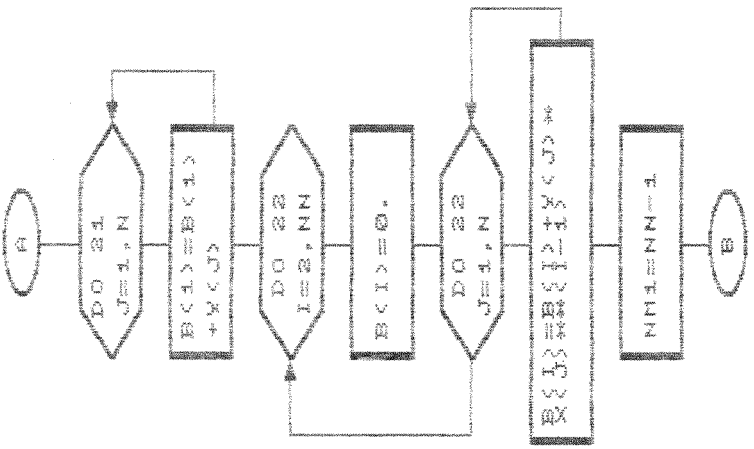 A
DO 21
J=1,N
B<1>=B<1>
+Y<J>
DO 22
I=2,NN
B<I>=0.
DO 22
J=1,N
B<I>=B<I>+Y<J>*
X<J>**<I-1>
NN1=NN-1
B